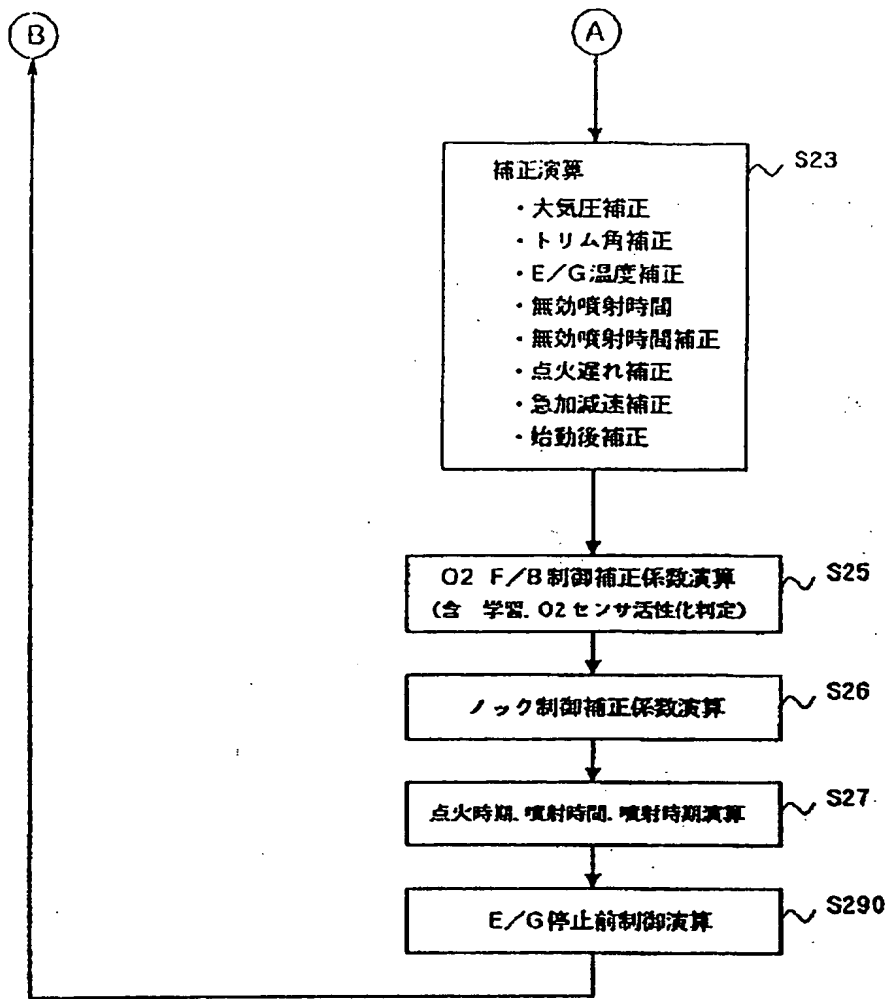 B
A
S23
補正演算
・大気圧補正
・トリム角補正
・E/G温度補正
・無効噴射時間
・無効噴射時間補正
・点火遅れ補正
・急加減速補正
・始動後補正
O2 F/B制御補正係数演算
(含 学習.O2センサ活性化判定)
S25
ノック制御補正係数演算
S26
点火時期.噴射時間.噴射時期演算
S27
E/G停止前制御演算
S290